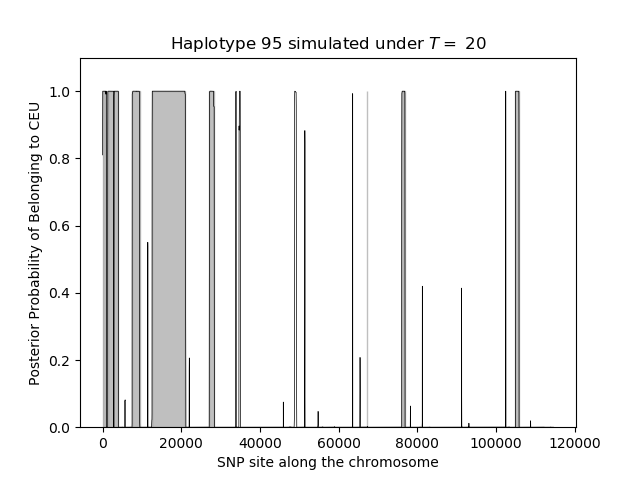 Haplotype 95 simulated under T = 20
Posterior Probability of Belonging to CEU
1.0
0.8
0.6
0.4
0.2
0.0
0 20000 40000 60000 80000 100000 120000
SNP site along the chromosome